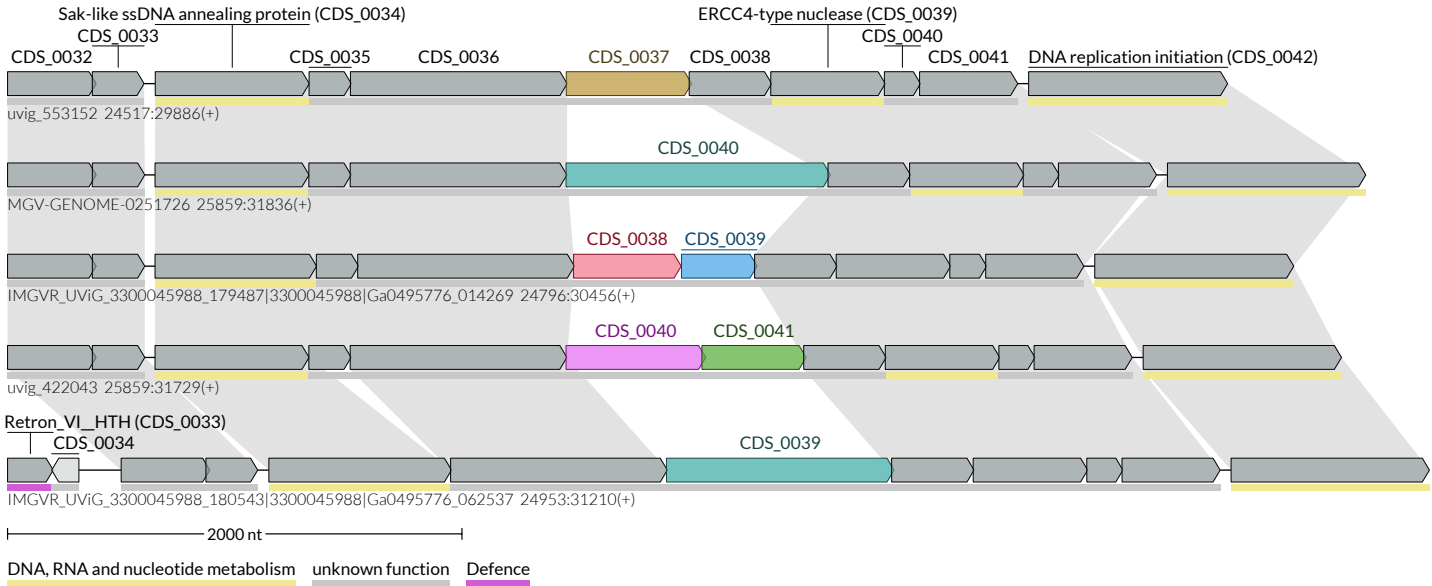 Sak-like ssDNA annealing protein (CDS_0034) ERCC4-type nuclease (CDS_0039)
CDS_0033 CDS_0040
CDS_0032 CDS_0035 CDS_0036 CDS_0037 CDS_0038 CDS_0041 DNA replication initiation (CDS_0042)
uvig_553152 24517:29886(+)
CDS_0040
MGV-GENOME-0251726 25859:31836(+)
CDS_0038 CDS_0039
IMGVR_UViG_3300045988_179487|3300045988|Ga0495776_014269 24796:30456(+)
CDS_0040 CDS_0041
uvig_422043 25859:31729(+)
Retron_VI__HTH (CDS_0033)
CDS_0034 CDS_0039
IMGVR_UViG_3300045988_180543|3300045988|Ga0495776_062537 24953:31210(+)
2000 nt
DNA, RNA and nucleotide metabolism unknown function Defence